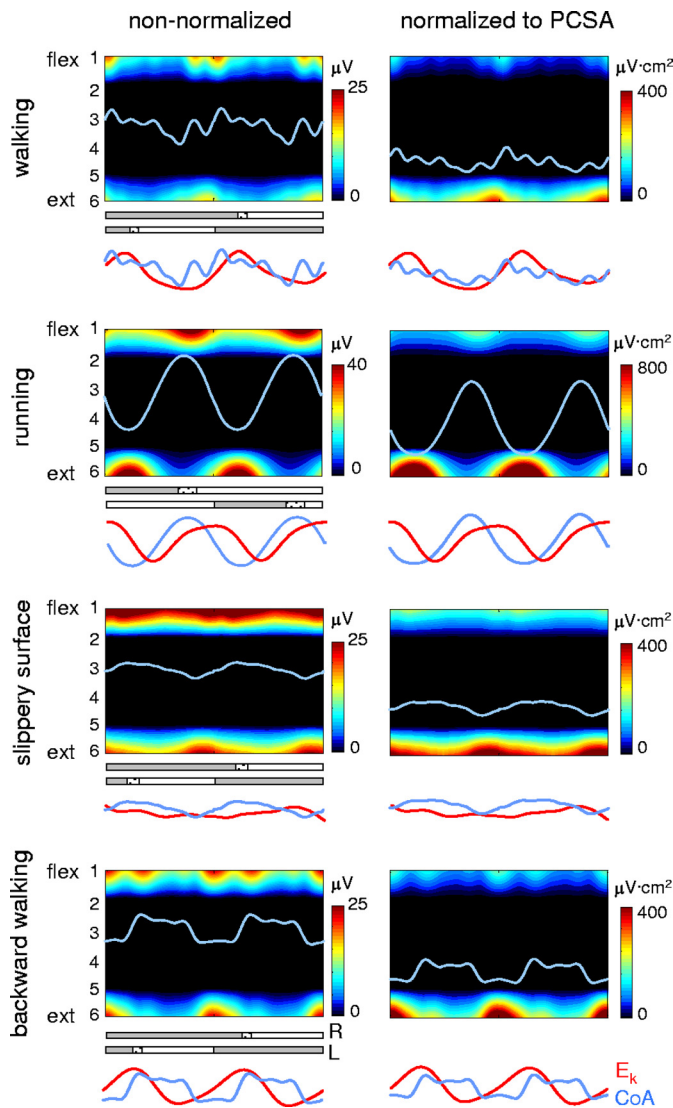 non-normalized
normalized to PCSA
walking
flex 1
2
3
4
5
ext 6
µV
25
0
µV·cm²
400
0
running
flex 1
2
3
4
5
ext 6
µV
40
0
µV·cm²
800
0
slippery surface
flex 1
2
3
4
5
ext 6
µV
25
0
µV·cm²
400
0
backward walking
flex 1
2
3
4
5
ext 6
µV
25
0
µV·cm²
400
0
R
L
Ek
CoA